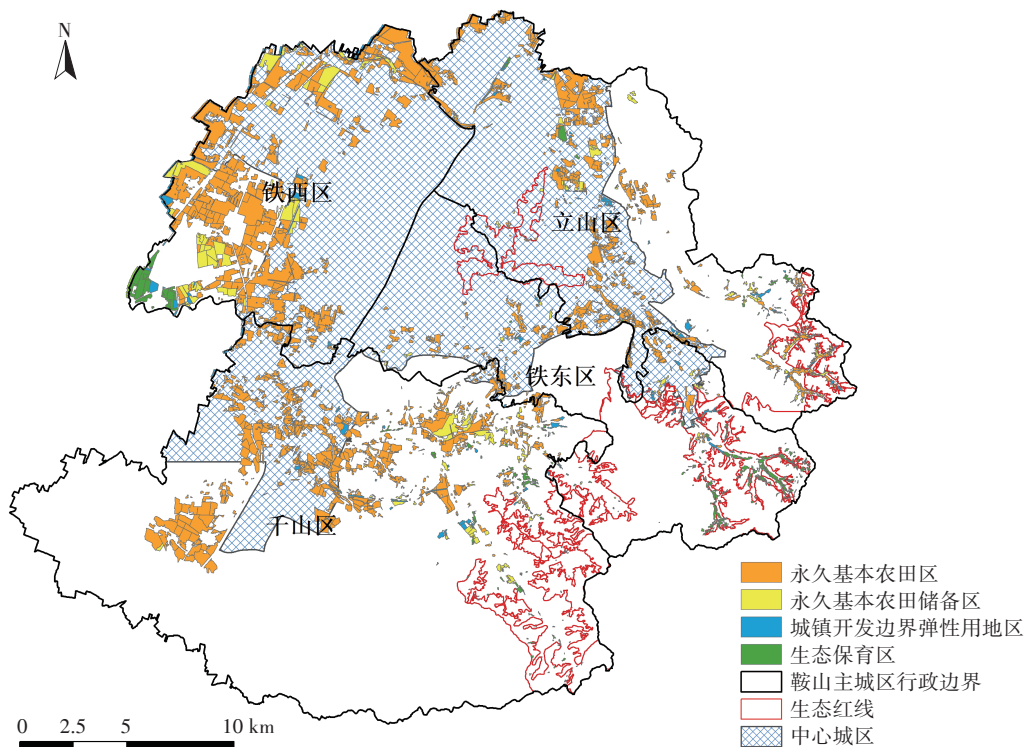 N
铁西区
立山区
铁东区
千山区
永久基本农田区
永久基本农田储备区
城镇开发边界弹性用地区
生态保育区
鞍山主城区行政边界
生态红线
中心城区
0 2.5 5 10 km